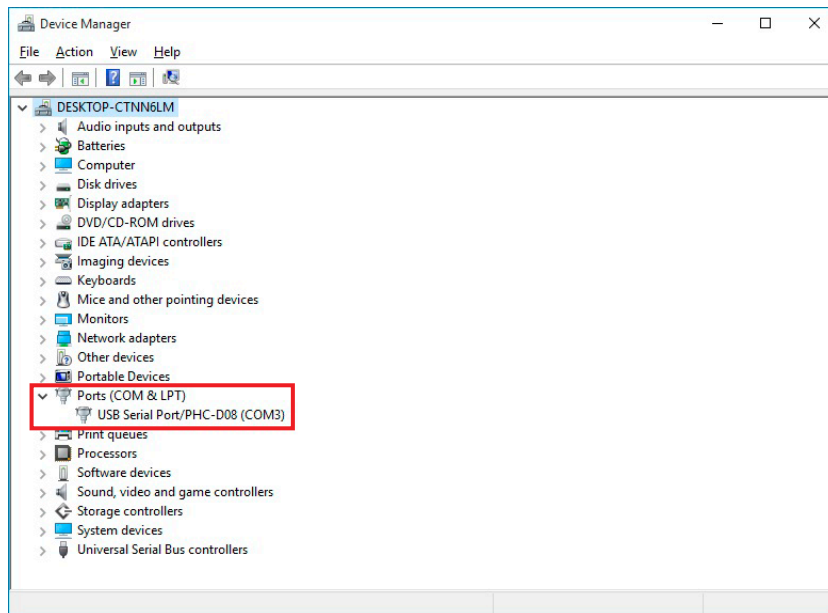 Device Manager
File Action View Help
DESKTOP-CTNN6LM
Audio inputs and outputs
Batteries
Computer
Disk drives
Display adapters
DVD/CD-ROM drives
IDE ATA/ATAPI controllers
Imaging devices
Keyboards
Mice and other pointing devices
Monitors
Network adapters
Other devices
Portable Devices
Ports (COM & LPT)
USB Serial Port/PHC-D08 (COM3)
Print queues
Processors
Software devices
Sound, video and game controllers
Storage controllers
System devices
Universal Serial Bus controllers